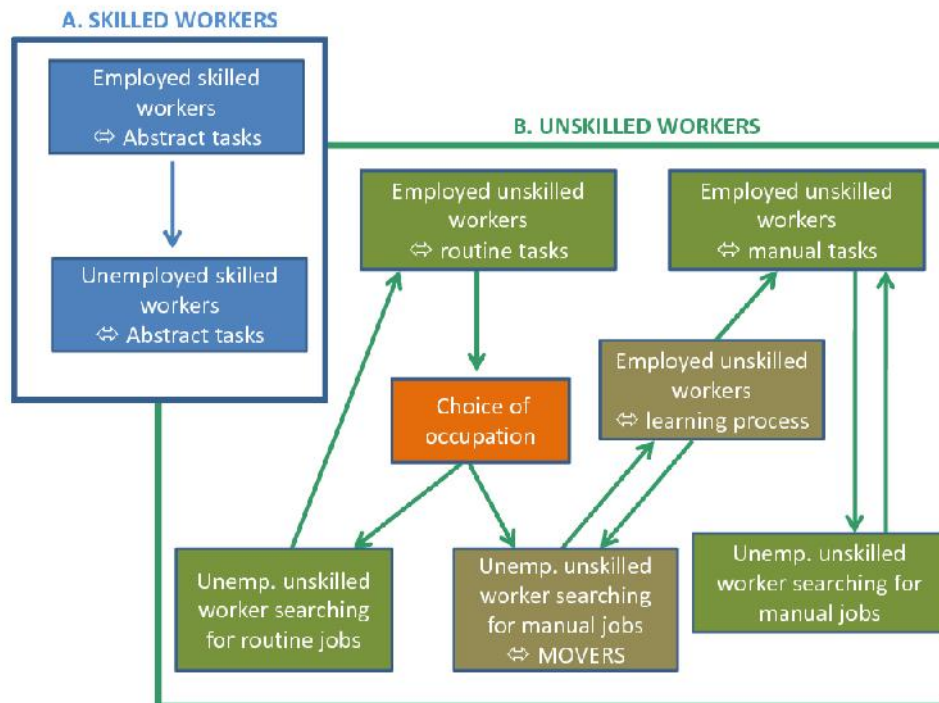 A. SKILLED WORKERS
Employed skilled
workers
⇔ Abstract tasks
Unemployed skilled
workers
⇔ Abstract tasks
B. UNSKILLED WORKERS
Employed unskilled
workers
⇔ routine tasks
Employed unskilled
workers
⇔ manual tasks
Choice of
occupation
Employed unskilled
workers
⇔ learning process
Unemp. unskilled
worker searching
for routine jobs
Unemp. unskilled
worker searching
for manual jobs
⇔ MOVERS
Unemp. unskilled
worker searching for
manual jobs